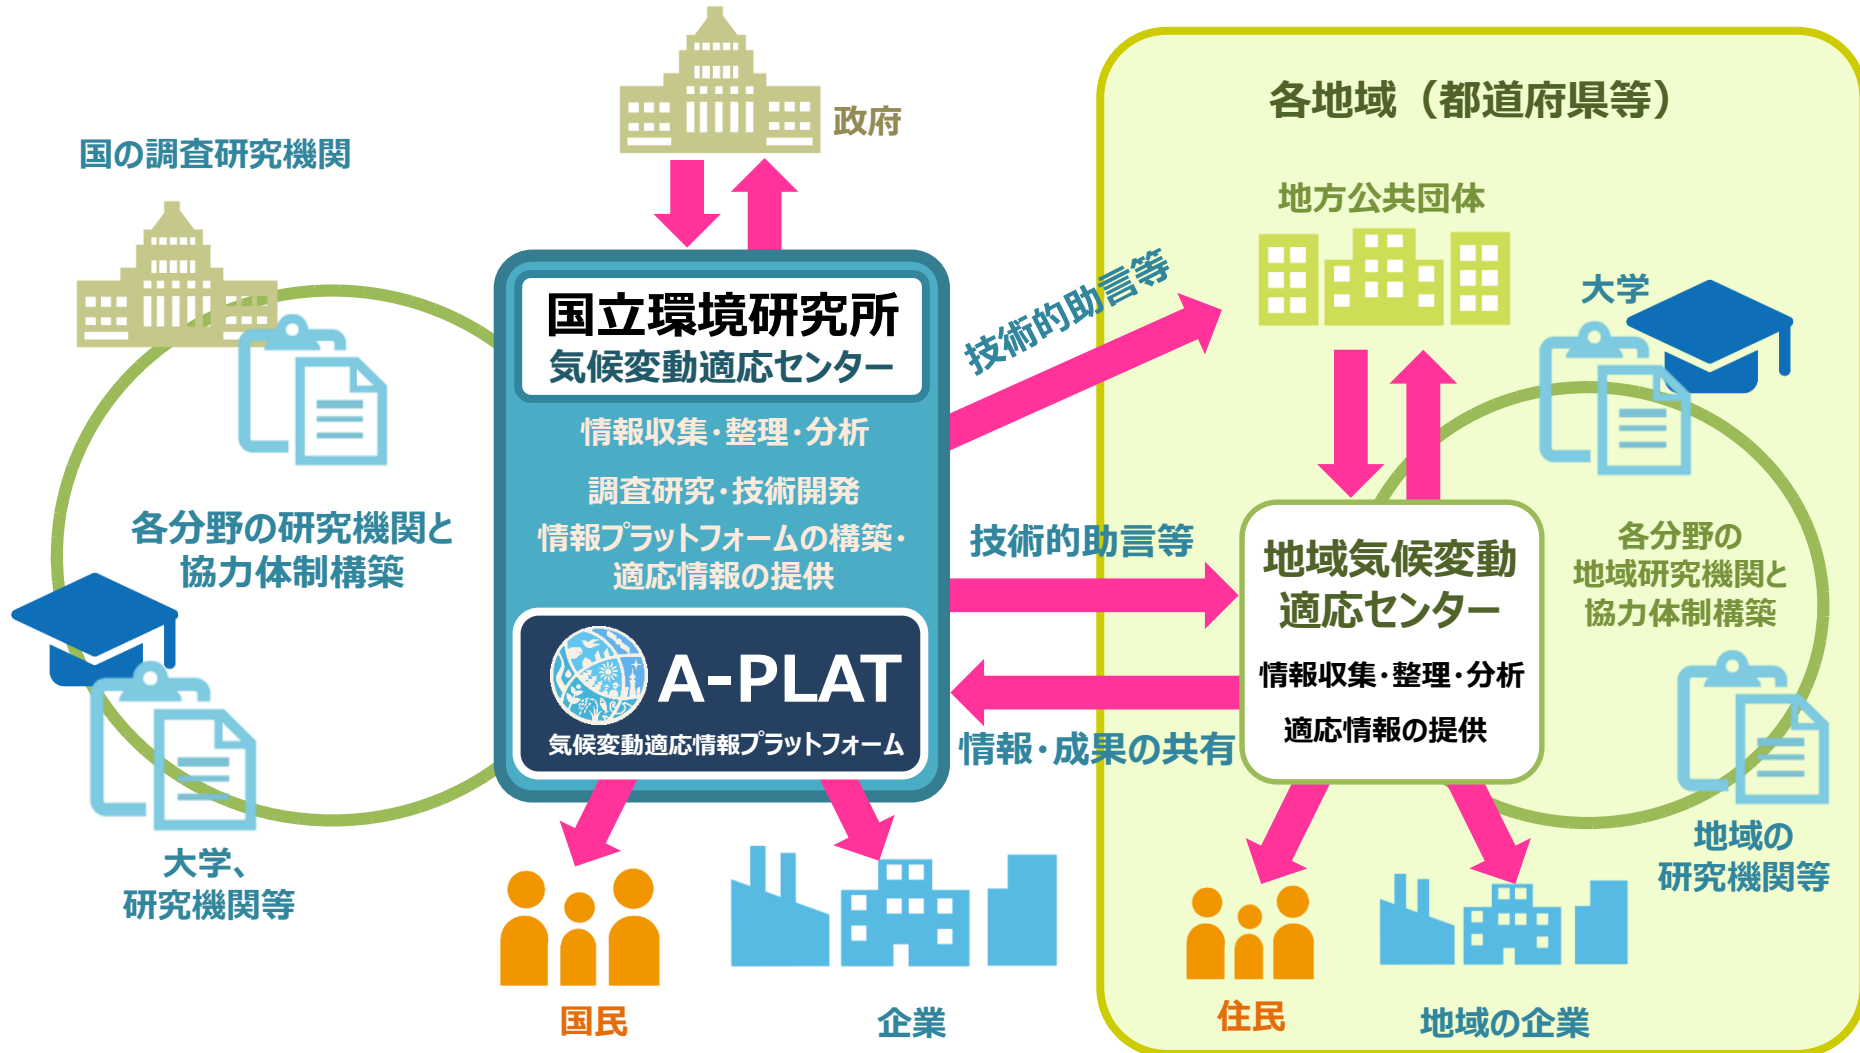 政府
国の調査研究機関
国立環境研究所
気候変動適応センター
情報収集・整理・分析
調査研究・技術開発
情報プラットフォームの構築・
適応情報の提供
A-PLAT
気候変動適応情報プラットフォーム
各分野の研究機関と
協力体制構築
大学、
研究機関等
国民
企業
技術的助言等
技術的助言等
情報・成果の共有
各地域（都道府県等）
地方公共団体
大学
地域気候変動
適応センター
情報収集・整理・分析
適応情報の提供
各分野の
地域研究機関と
協力体制構築
地域の
研究機関等
住民
地域の企業